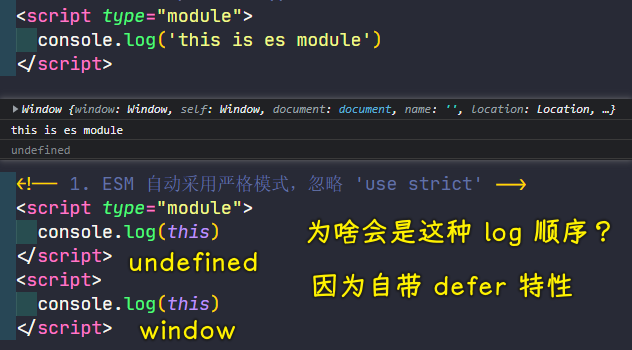 <script type="module">
console.log('this is es module')
</script>
▶ Window {window: Window, self: Window, document: document, name: '', location: Location, …}
this is es module
undefined
<!-- 1. ESM 自动采用严格模式，忽略 'use strict' -->
<script type="module">
console.log(this)
</script>
undefined
<script>
console.log(this)
</script>
window
为啥会是这种 log 顺序？
因为自带 defer 特性